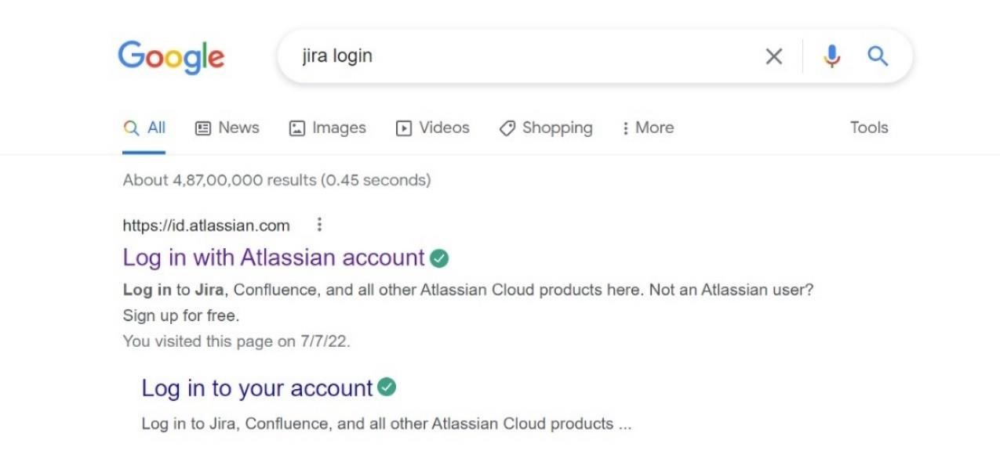 Google
jira login
All News Images Videos Shopping More Tools
About 4,87,00,000 results (0.45 seconds)
https://id.atlassian.com
Log in with Atlassian account
Log in to Jira, Confluence, and all other Atlassian Cloud products here. Not an Atlassian user?
Sign up for free.
You visited this page on 7/7/22.
Log in to your account
Log in to Jira, Confluence, and all other Atlassian Cloud products ...